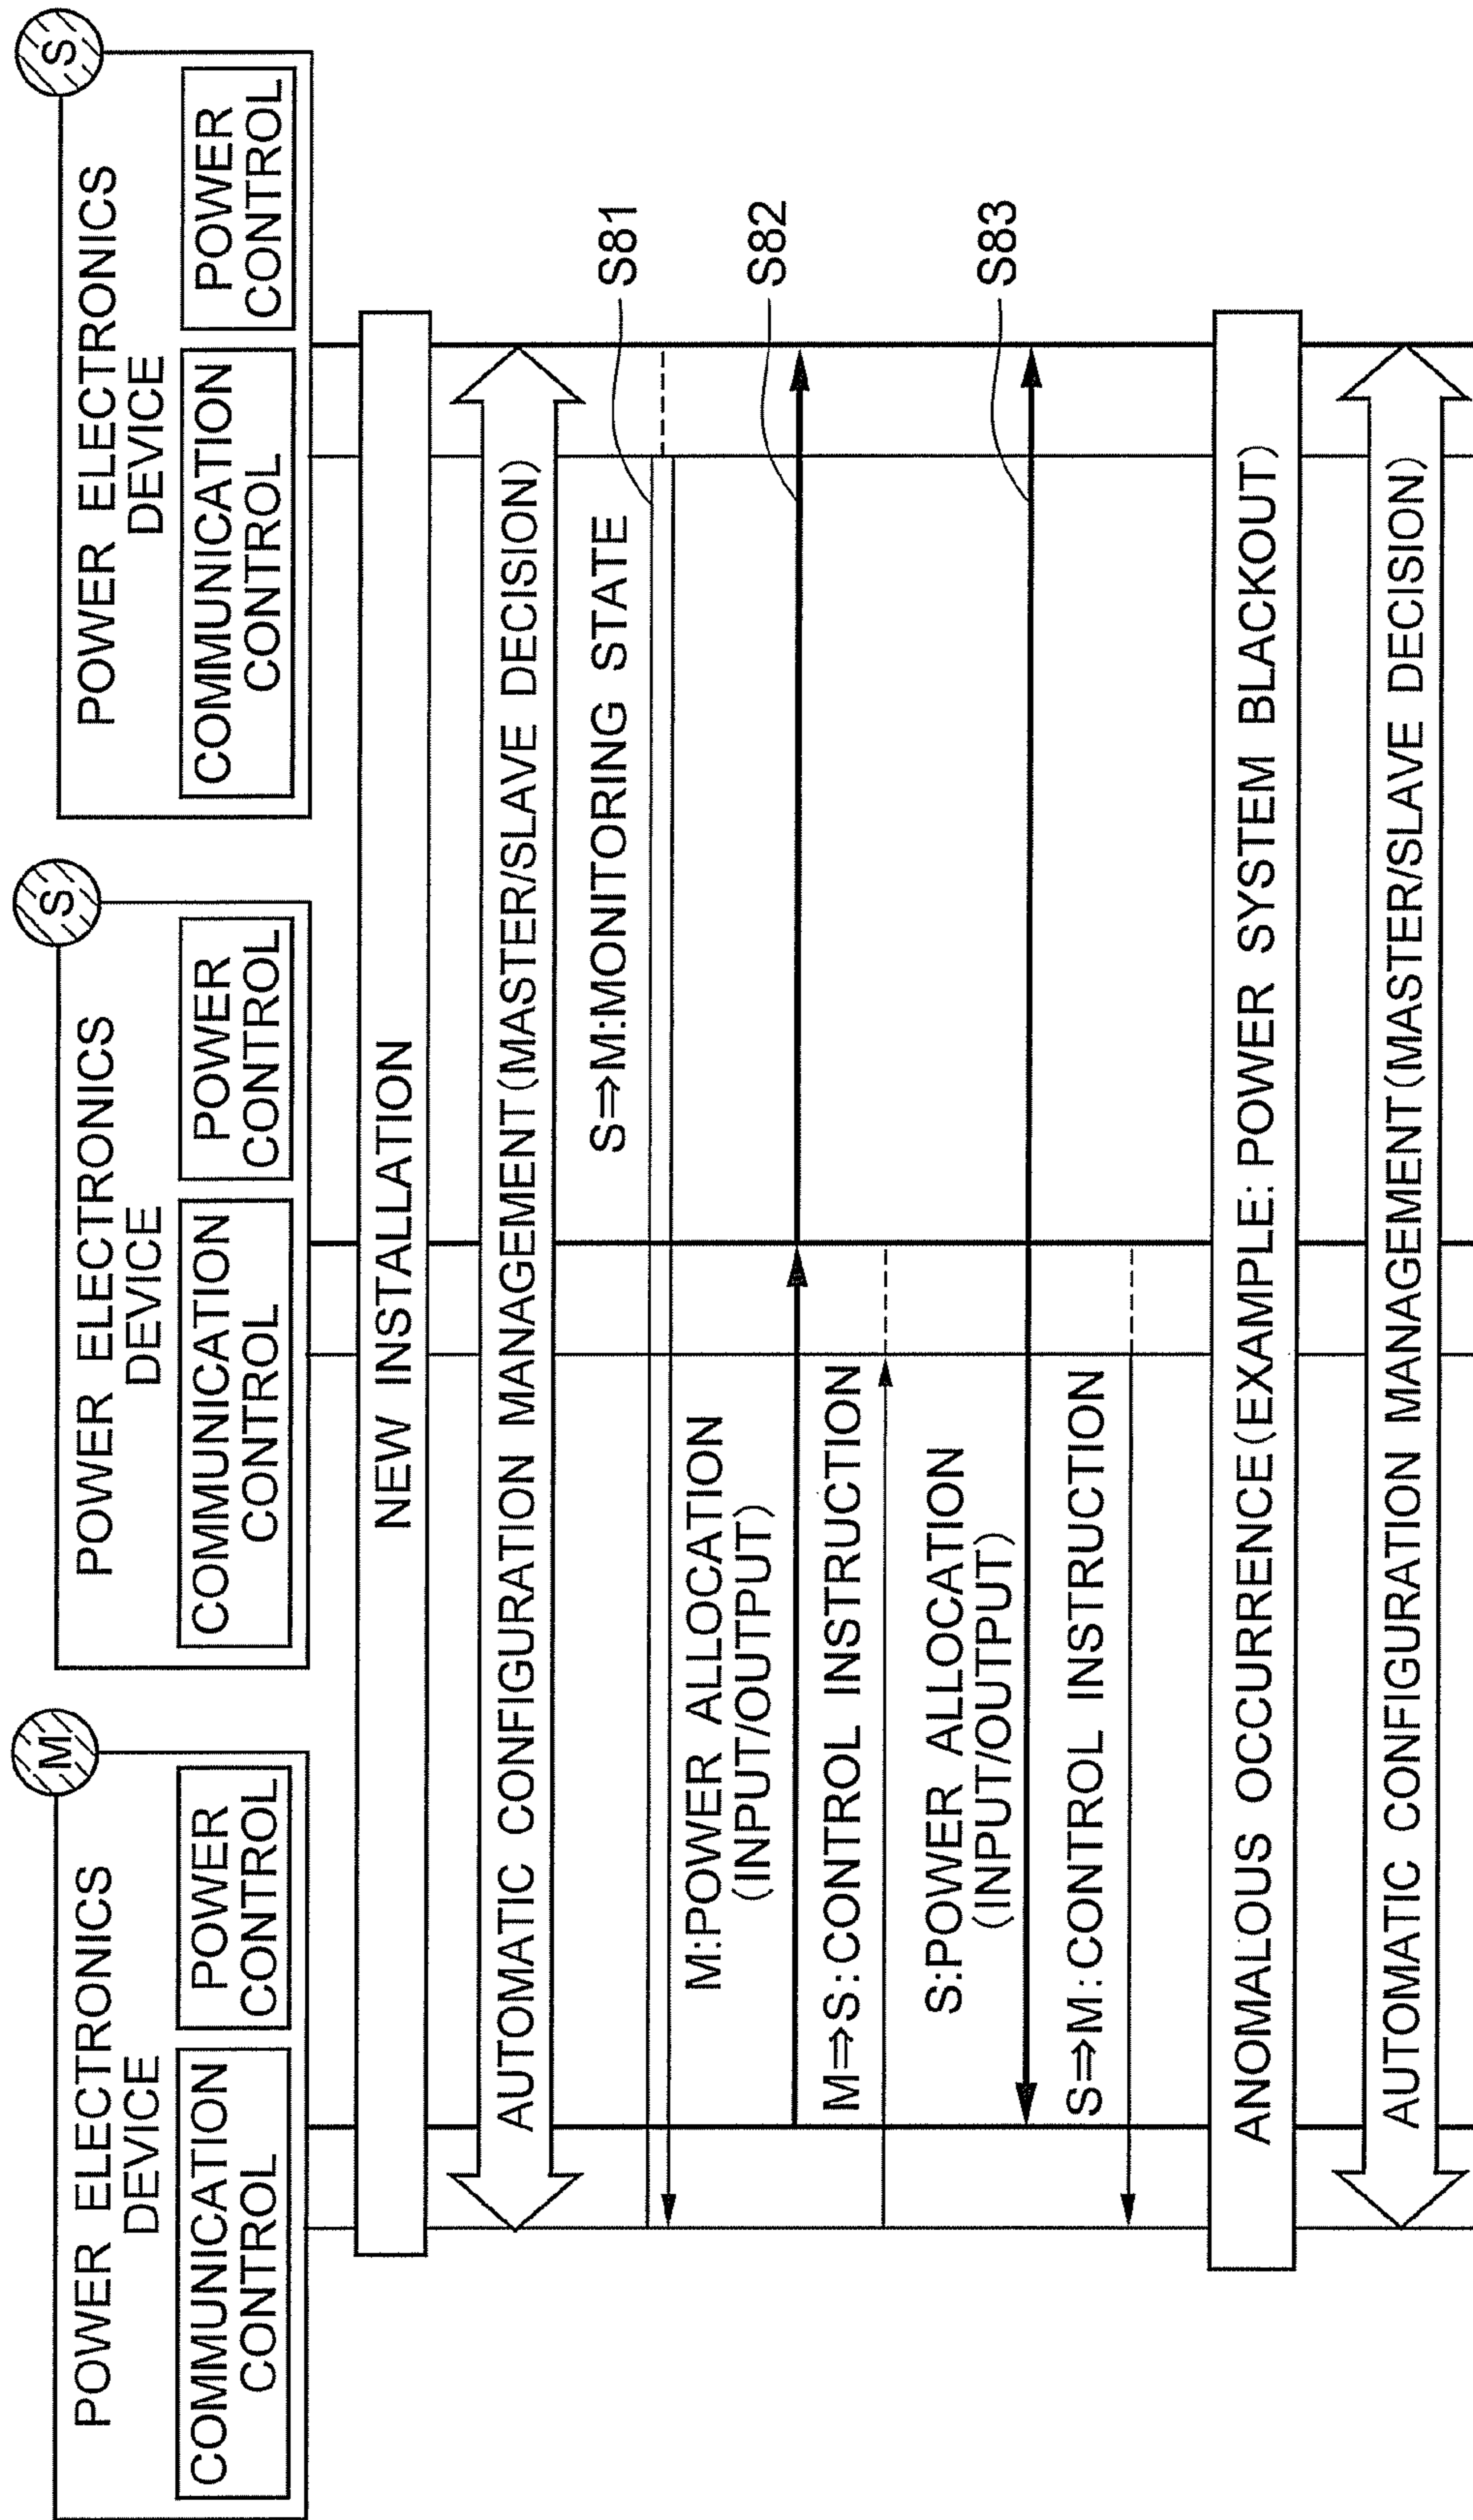 M
POWER ELECTRONICS
DEVICE
COMMUNICATION
CONTROL
POWER
CONTROL
S
POWER ELECTRONICS
DEVICE
COMMUNICATION
CONTROL
POWER
CONTROL
S
POWER ELECTRONICS
DEVICE
COMMUNICATION
CONTROL
POWER
CONTROL
NEW INSTALLATION
AUTOMATIC CONFIGURATION MANAGEMENT(MASTER/SLAVE DECISION)
S⇒M:MONITORING STATE
S81
M:POWER ALLOCATION
(INPUT/OUTPUT)
S82
M⇒S:CONTROL INSTRUCTION
S:POWER ALLOCATION
(INPUT/OUTPUT)
S83
S⇒M:CONTROL INSTRUCTION
ANOMALOUS OCCURRENCE(EXAMPLE: POWER SYSTEM BLACKOUT)
AUTOMATIC CONFIGURATION MANAGEMENT(MASTER/SLAVE DECISION)